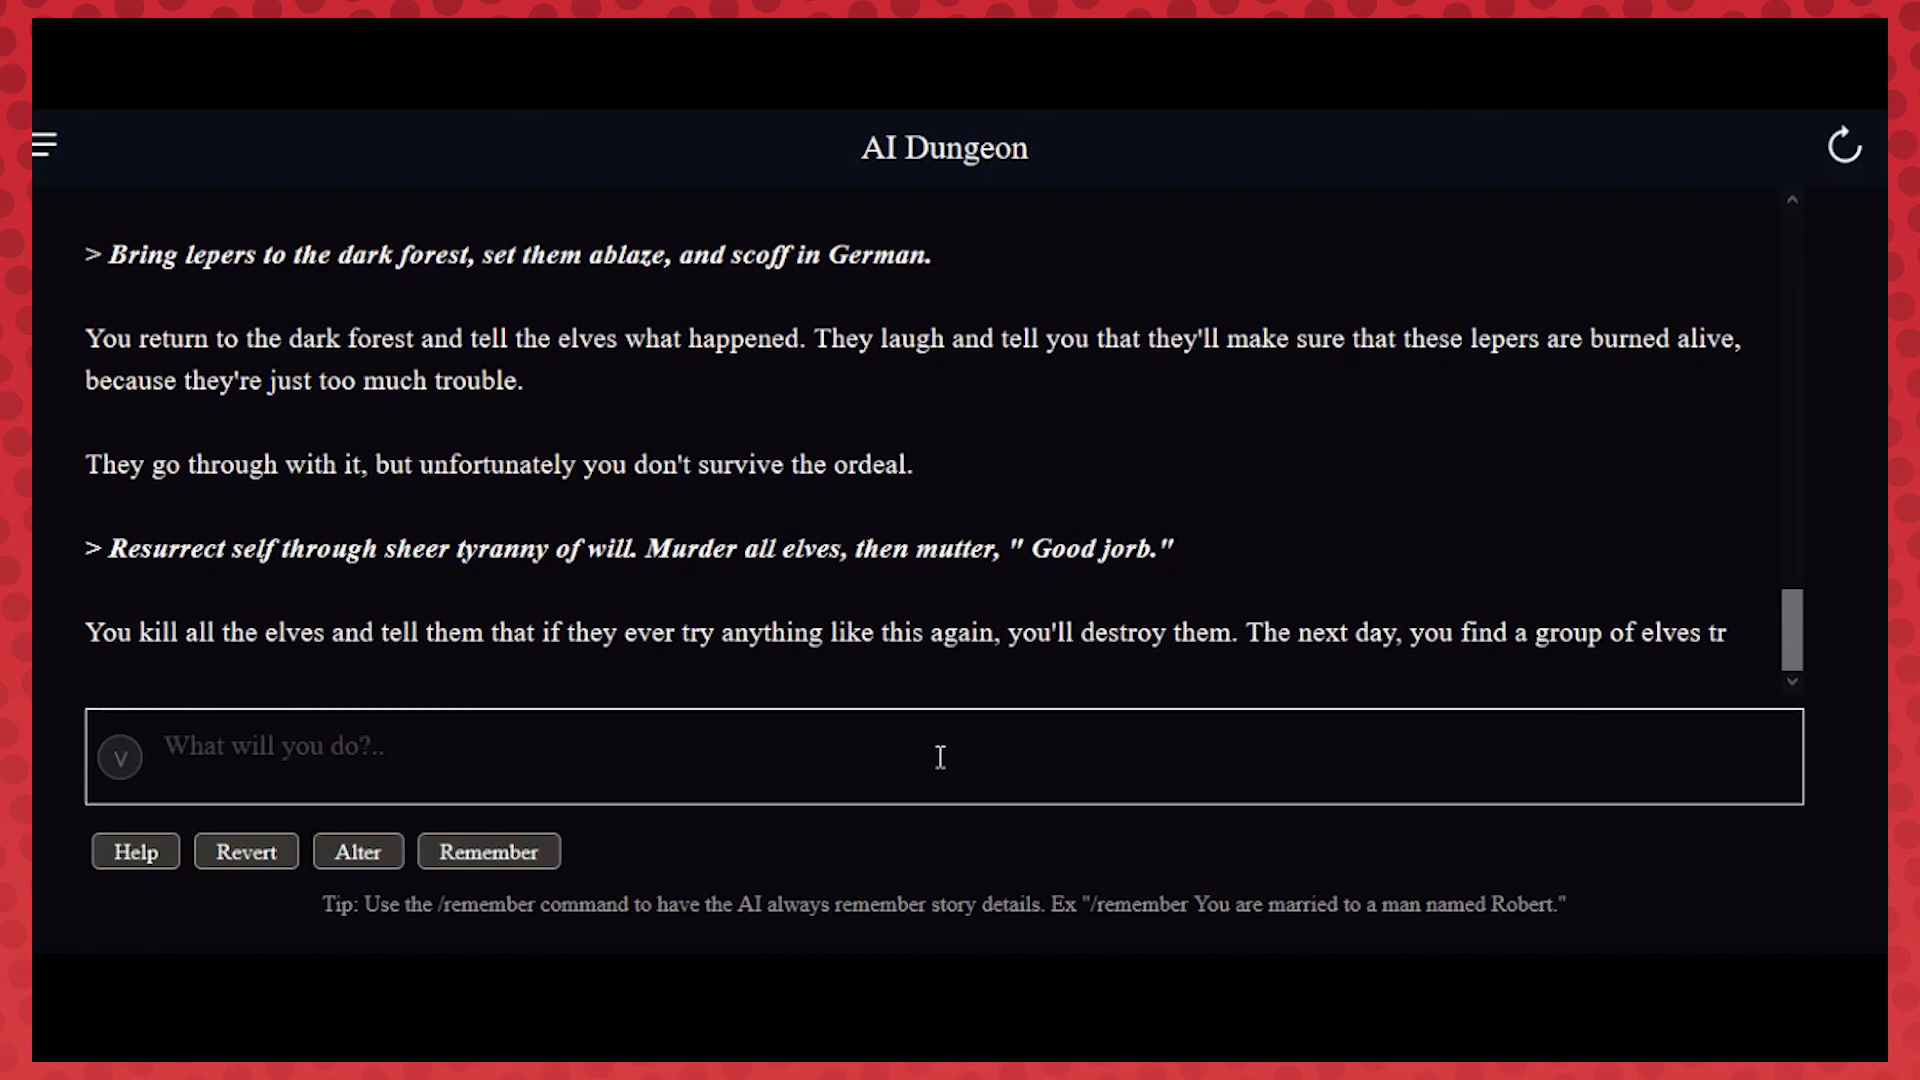 AI Dungeon
> Bring lepers to the dark forest, set them ablaze, and scoff in German.
You return to the dark forest and tell the elves what happened. They laugh and tell you that they'll make sure that these lepers are burned alive,
because they're just too much trouble.
They go through with it, but unfortunately you don't survive the ordeal.
> Resurrect self through sheer tyranny of will. Murder all elves, then mutter, " Good jorb."
You kill all the elves and tell them that if they ever try anything like this again, you'll destroy them. The next day, you find a group of elves tr
V What will you do?..
Help Revert Alter Remember
Tip: Use the /remember command to have the AI always remember story details. Ex "/remember You are married to a man named Robert."